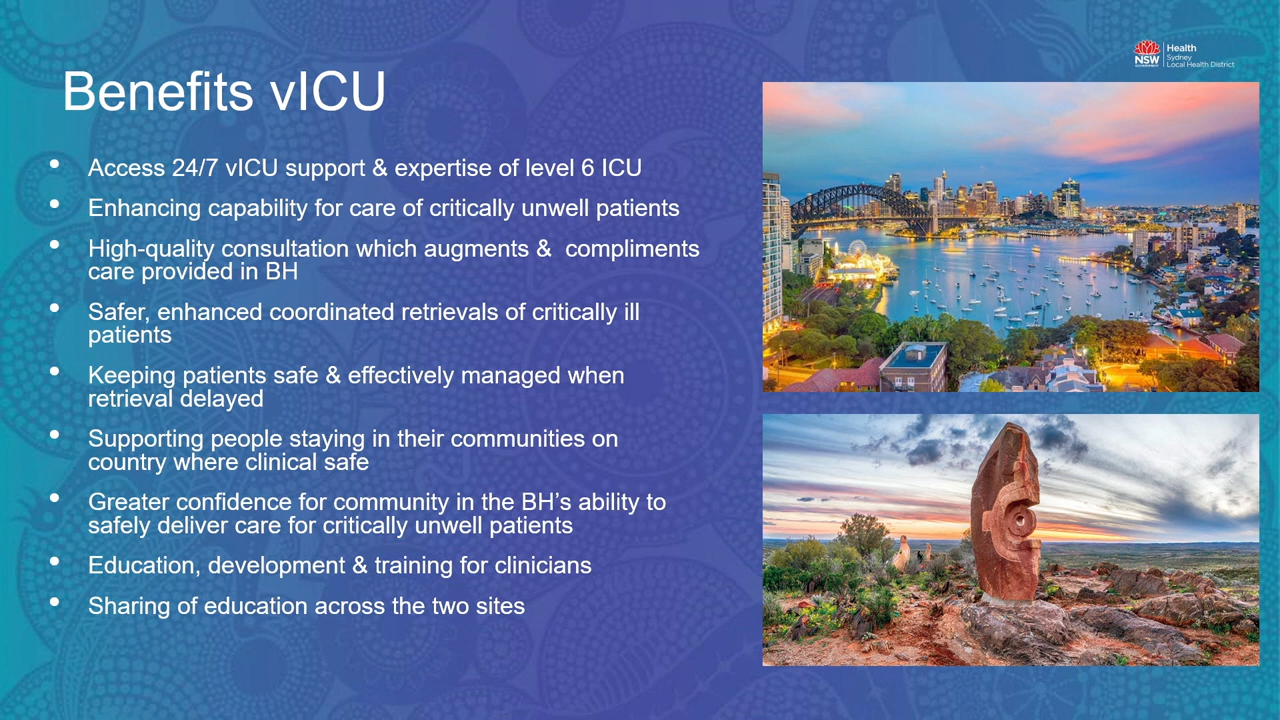 Health
NSW
GOVERNMENT
Sydney
Local Health District
Benefits vICU
• Access 24/7 vICU support & expertise of level 6 ICU
• Enhancing capability for care of critically unwell patients
• High-quality consultation which augments &  compliments
care provided in BH
• Safer, enhanced coordinated retrievals of critically ill
patients
• Keeping patients safe & effectively managed when
retrieval delayed
• Supporting people staying in their communities on
country where clinical safe
• Greater confidence for community in the BH’s ability to
safely deliver care for critically unwell patients
• Education, development & training for clinicians
• Sharing of education across the two sites